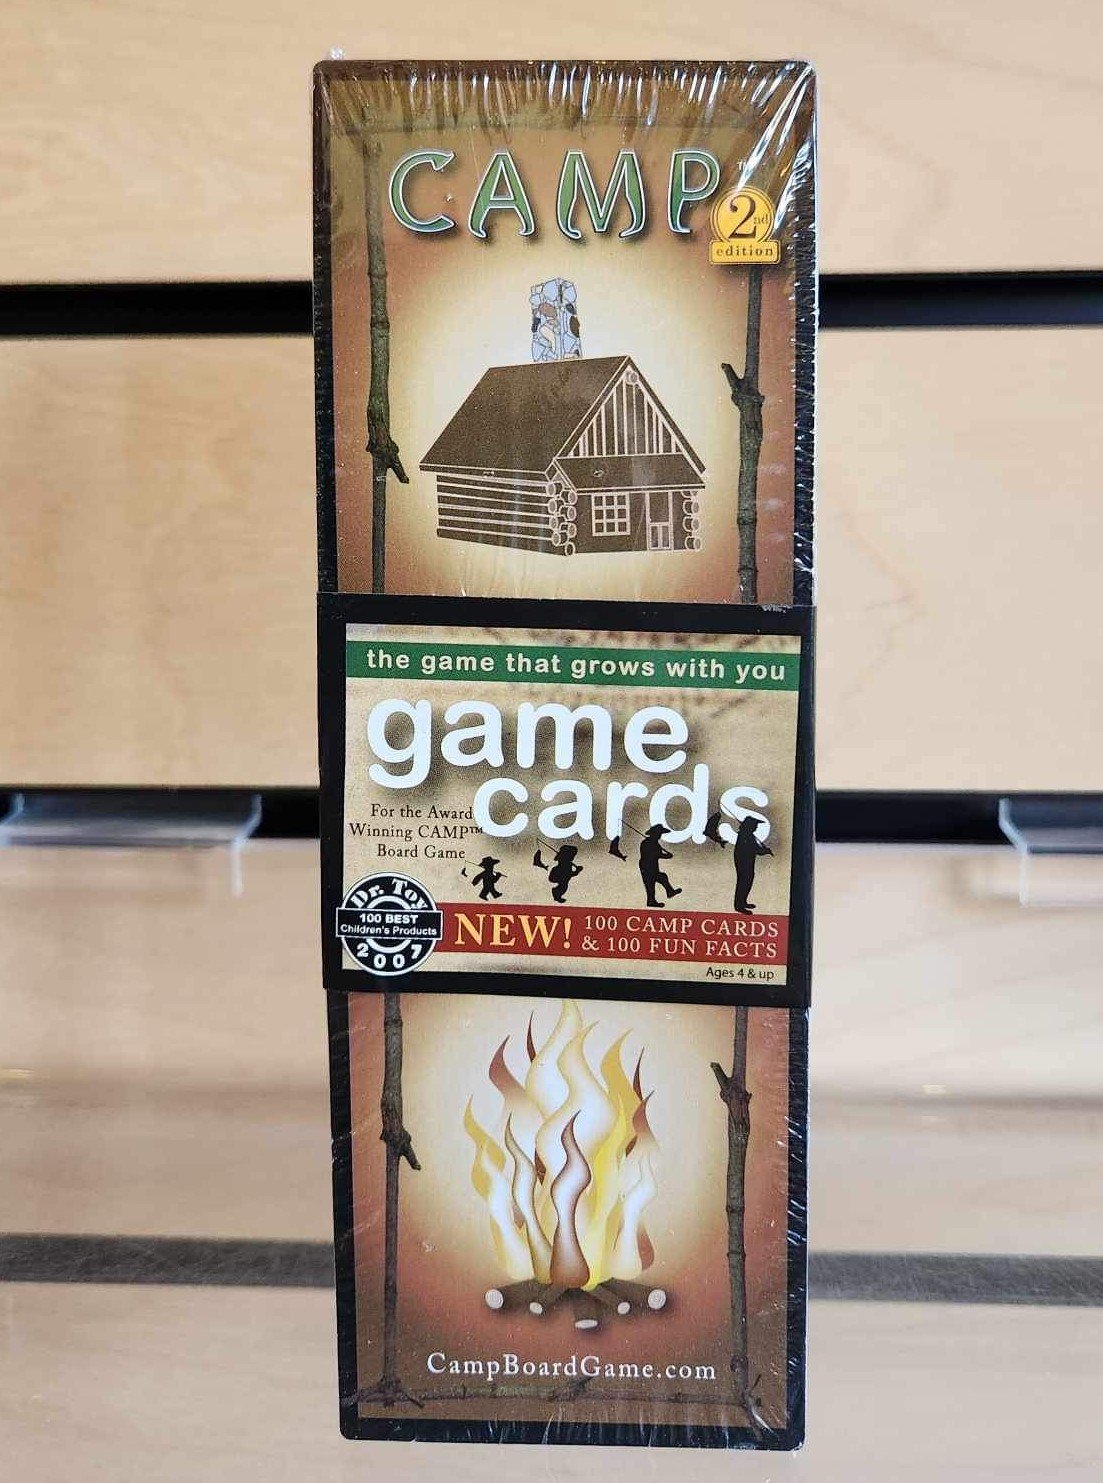 CAMP
2nd
edition
the game that grows with you
game
cards
For the Award
Winning CAMP™
Board Game
Dr. Toy
100 BEST
Children's Products
2007
NEW! 100 CAMP CARDS
& 100 FUN FACTS
Ages 4 & up
CampBoardGame.com